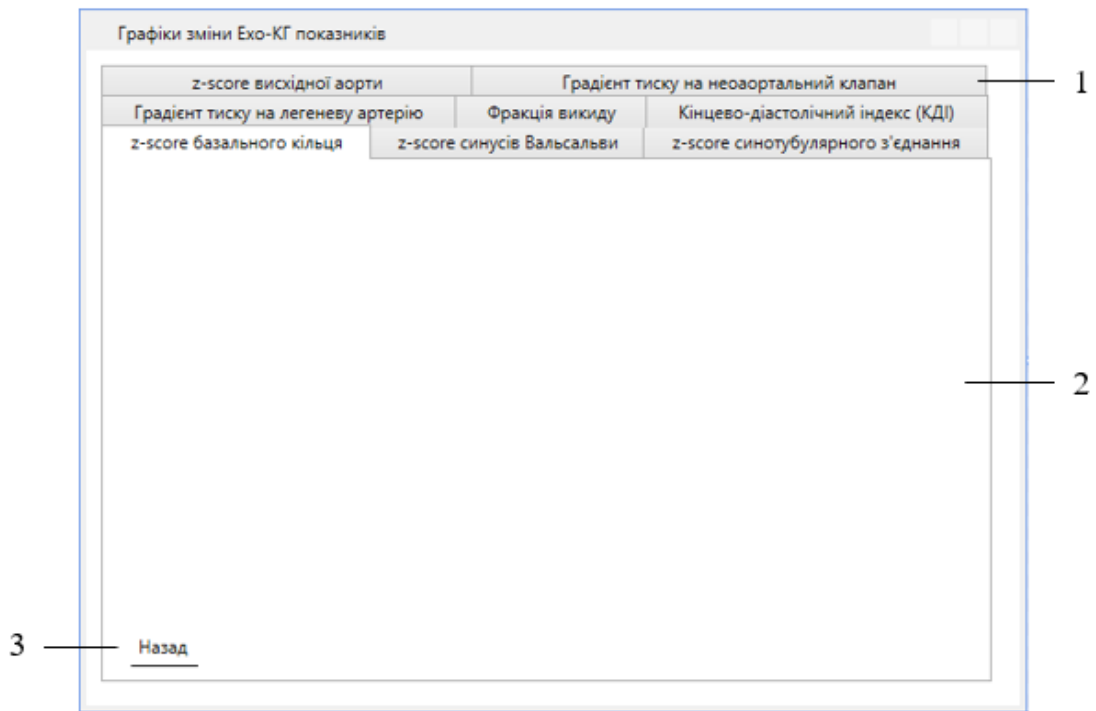 Графіки зміни Ехо-КГ показників
z-score висхідної аорти
Градієнт тиску на неоаортальний клапан
1
Градієнт тиску на легеневу артерію
Фракція викиду
Кінцево-діастолічний індекс (КДІ)
z-score базального кільця
z-score синусів Вальсальви
z-score синотубулярного з'єднання
2
3
Назад